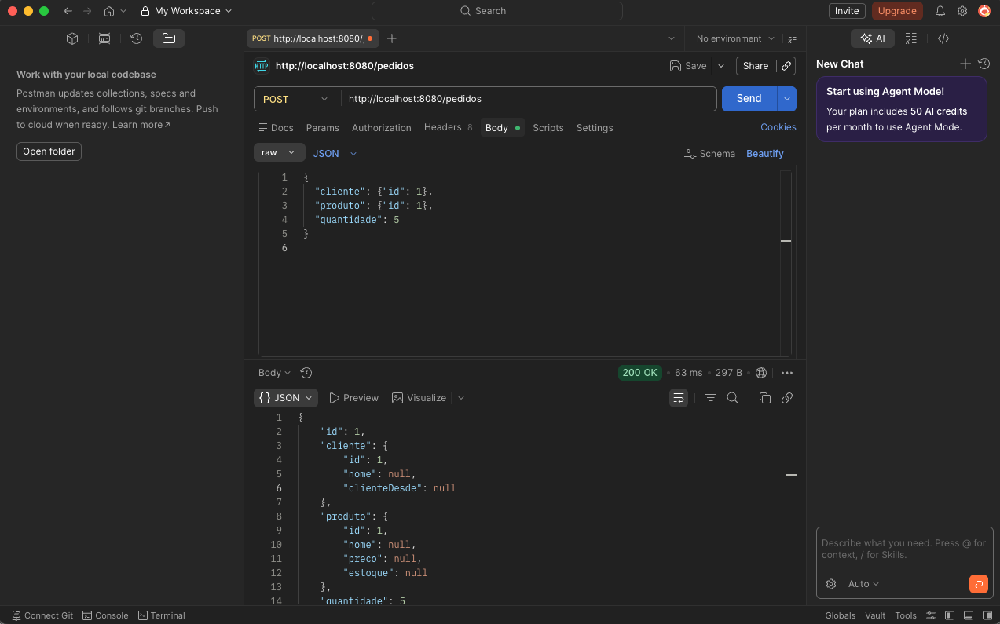 My Workspace
Search
Invite
Upgrade
POST http://localhost:8080/
No environment
AI
Work with your local codebase
Postman updates collections, specs and
environments, and follows git branches. Push
to cloud when ready. Learn more↗
Open folder
HTTP http://localhost:8080/pedidos
Save
Share
POST
http://localhost:8080/pedidos
Send
Docs
Params
Authorization
Headers 8
Body
Scripts
Settings
Cookies
raw
JSON
Schema
Beautify
1 {
2 "cliente": {"id": 1},
3 "produto": {"id": 1},
4 "quantidade": 5
5 }
6
Body
200 OK • 63 ms • 297 B •
{} JSON
Preview
Visualize
1 {
2 "id": 1,
3 "cliente": {
4 "id": 1,
5 "nome": null,
6 "clienteDesde": null
7 },
8 "produto": {
9 "id": 1,
10 "nome": null,
11 "preco": null,
12 "estoque": null
13 },
14 "quantidade": 5
New Chat
Start using Agent Mode!
Your plan includes 50 AI credits
per month to use Agent Mode.
Describe what you need. Press @ for
context, / for Skills.
Auto
Connect Git
Console
Terminal
Globals
Vault
Tools